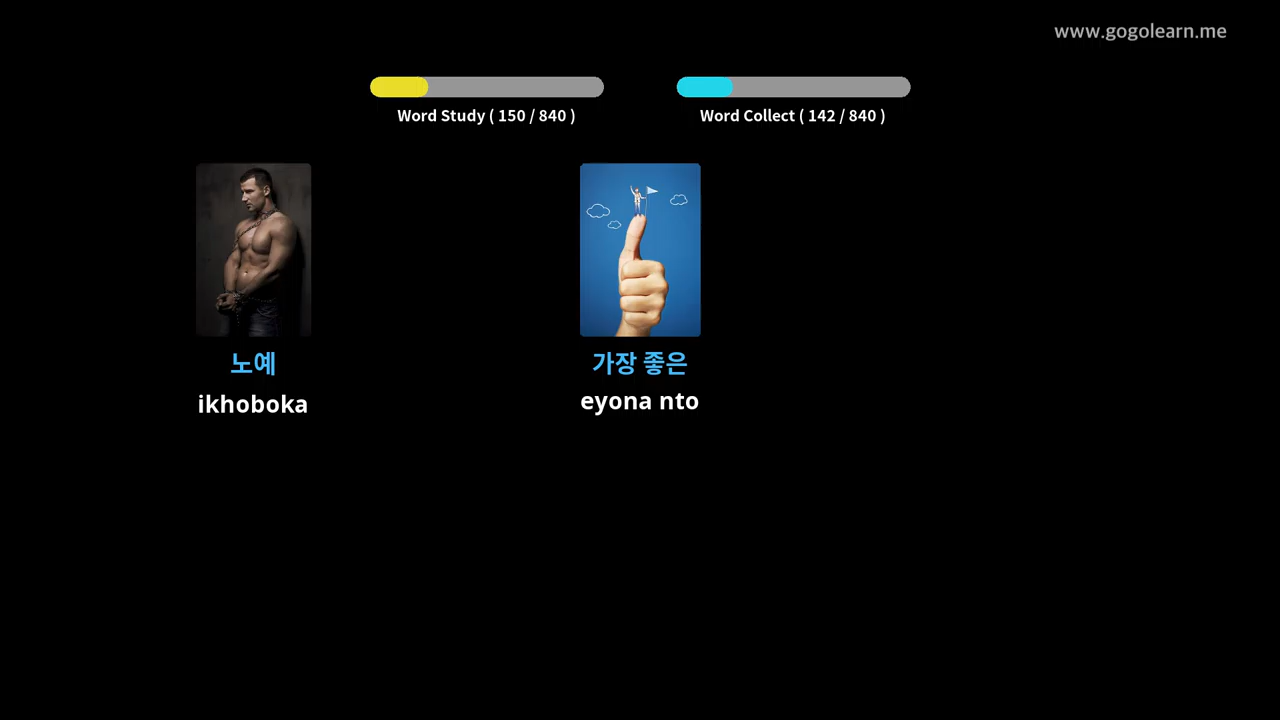 www.gogolearn.me
Word Study ( 150 / 840 )
Word Collect ( 142 / 840 )
노예
ikhoboka
가장 좋은
eyona nto